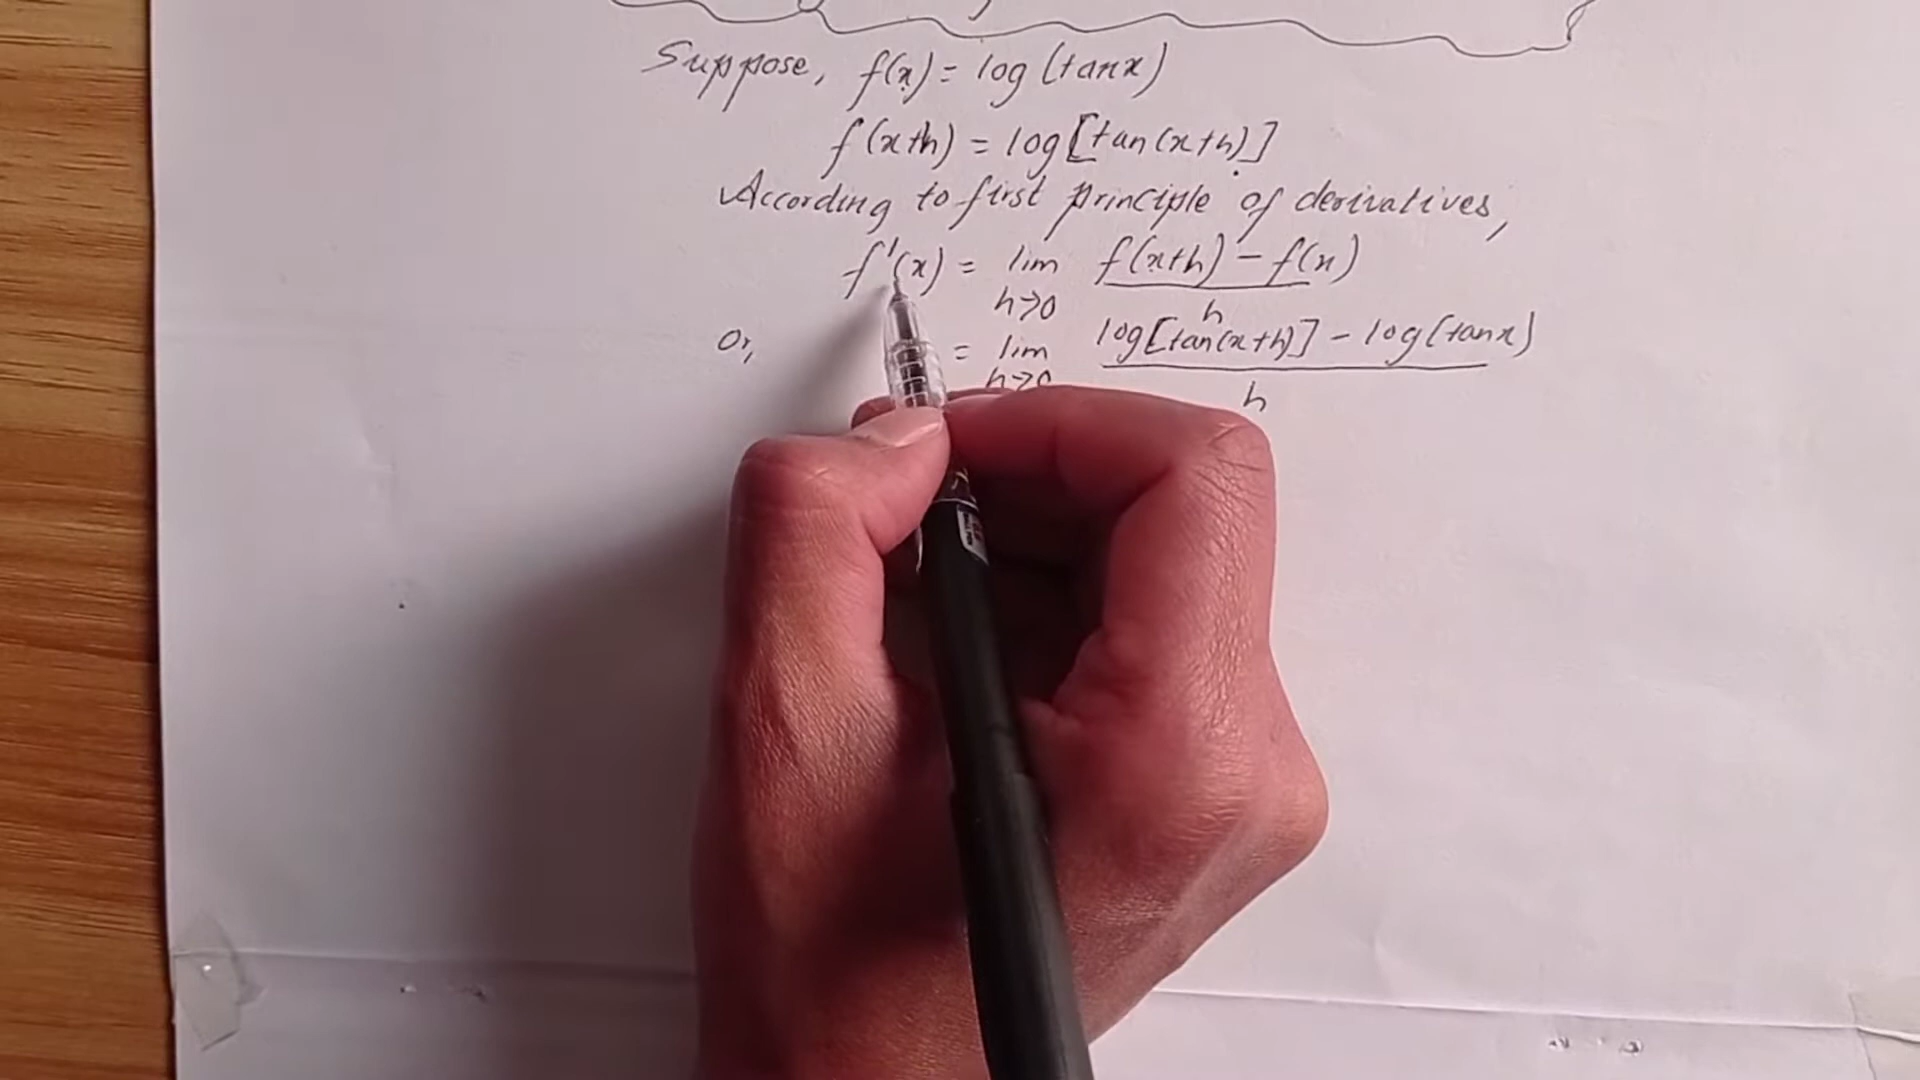 Suppose, f(x) = log(tanx)
f(x+h) = log[tan(x+h)]
According to first principle of derivatives,
f'(x) = lim h→0 f(x+h) - f(x) / h
Or, = lim h→0 log[tan(x+h)] - log(tanx) / h